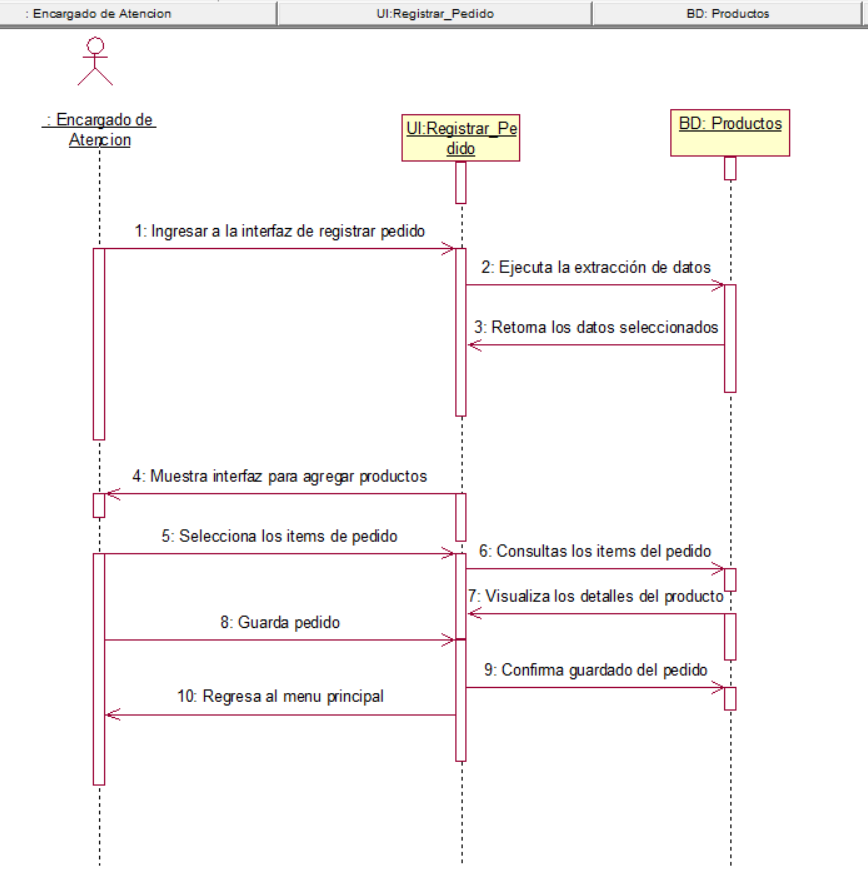 : Encargado de Atencion
UI:Registrar_Pedido
BD: Productos
: Encargado de
Atencion
UI:Registrar_Pe
dido
BD: Productos
1: Ingresar a la interfaz de registrar pedido
2: Ejecuta la extracción de datos
3: Retorna los datos seleccionados
4: Muestra interfaz para agregar productos
5: Selecciona los items de pedido
6: Consultas los items del pedido
7: Visualiza los detalles del producto
8: Guarda pedido
9: Confirma guardado del pedido
10: Regresa al menu principal